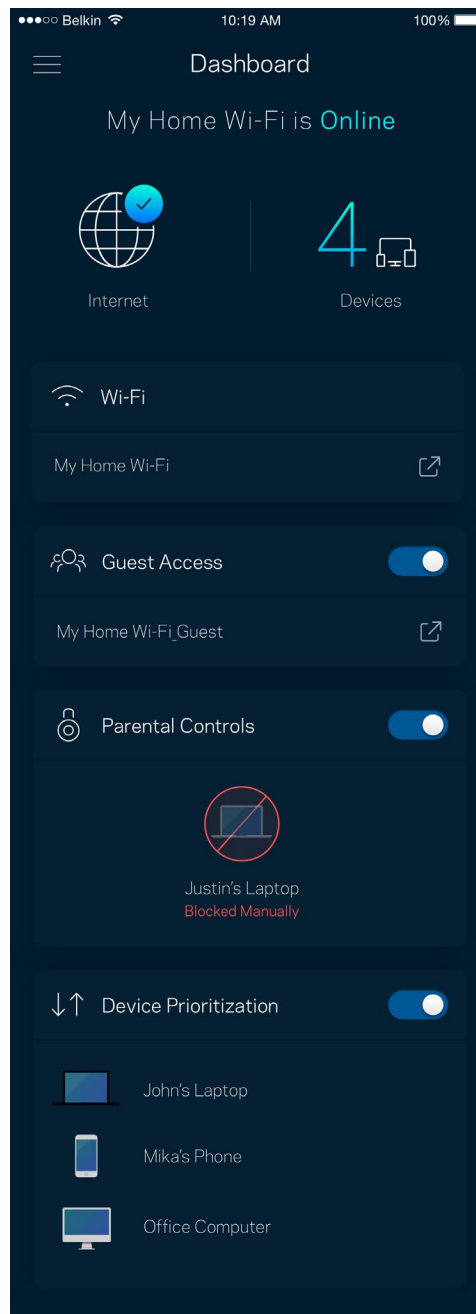 ●●●○○ Belkin 10:19 AM 100%
Dashboard
My Home Wi-Fi is Online
4
Internet Devices
Wi-Fi
My Home Wi-Fi
Guest Access
My Home Wi-Fi_Guest
Parental Controls
Justin's Laptop
Blocked Manually
↓↑ Device Prioritization
John's Laptop
Mika's Phone
Office Computer